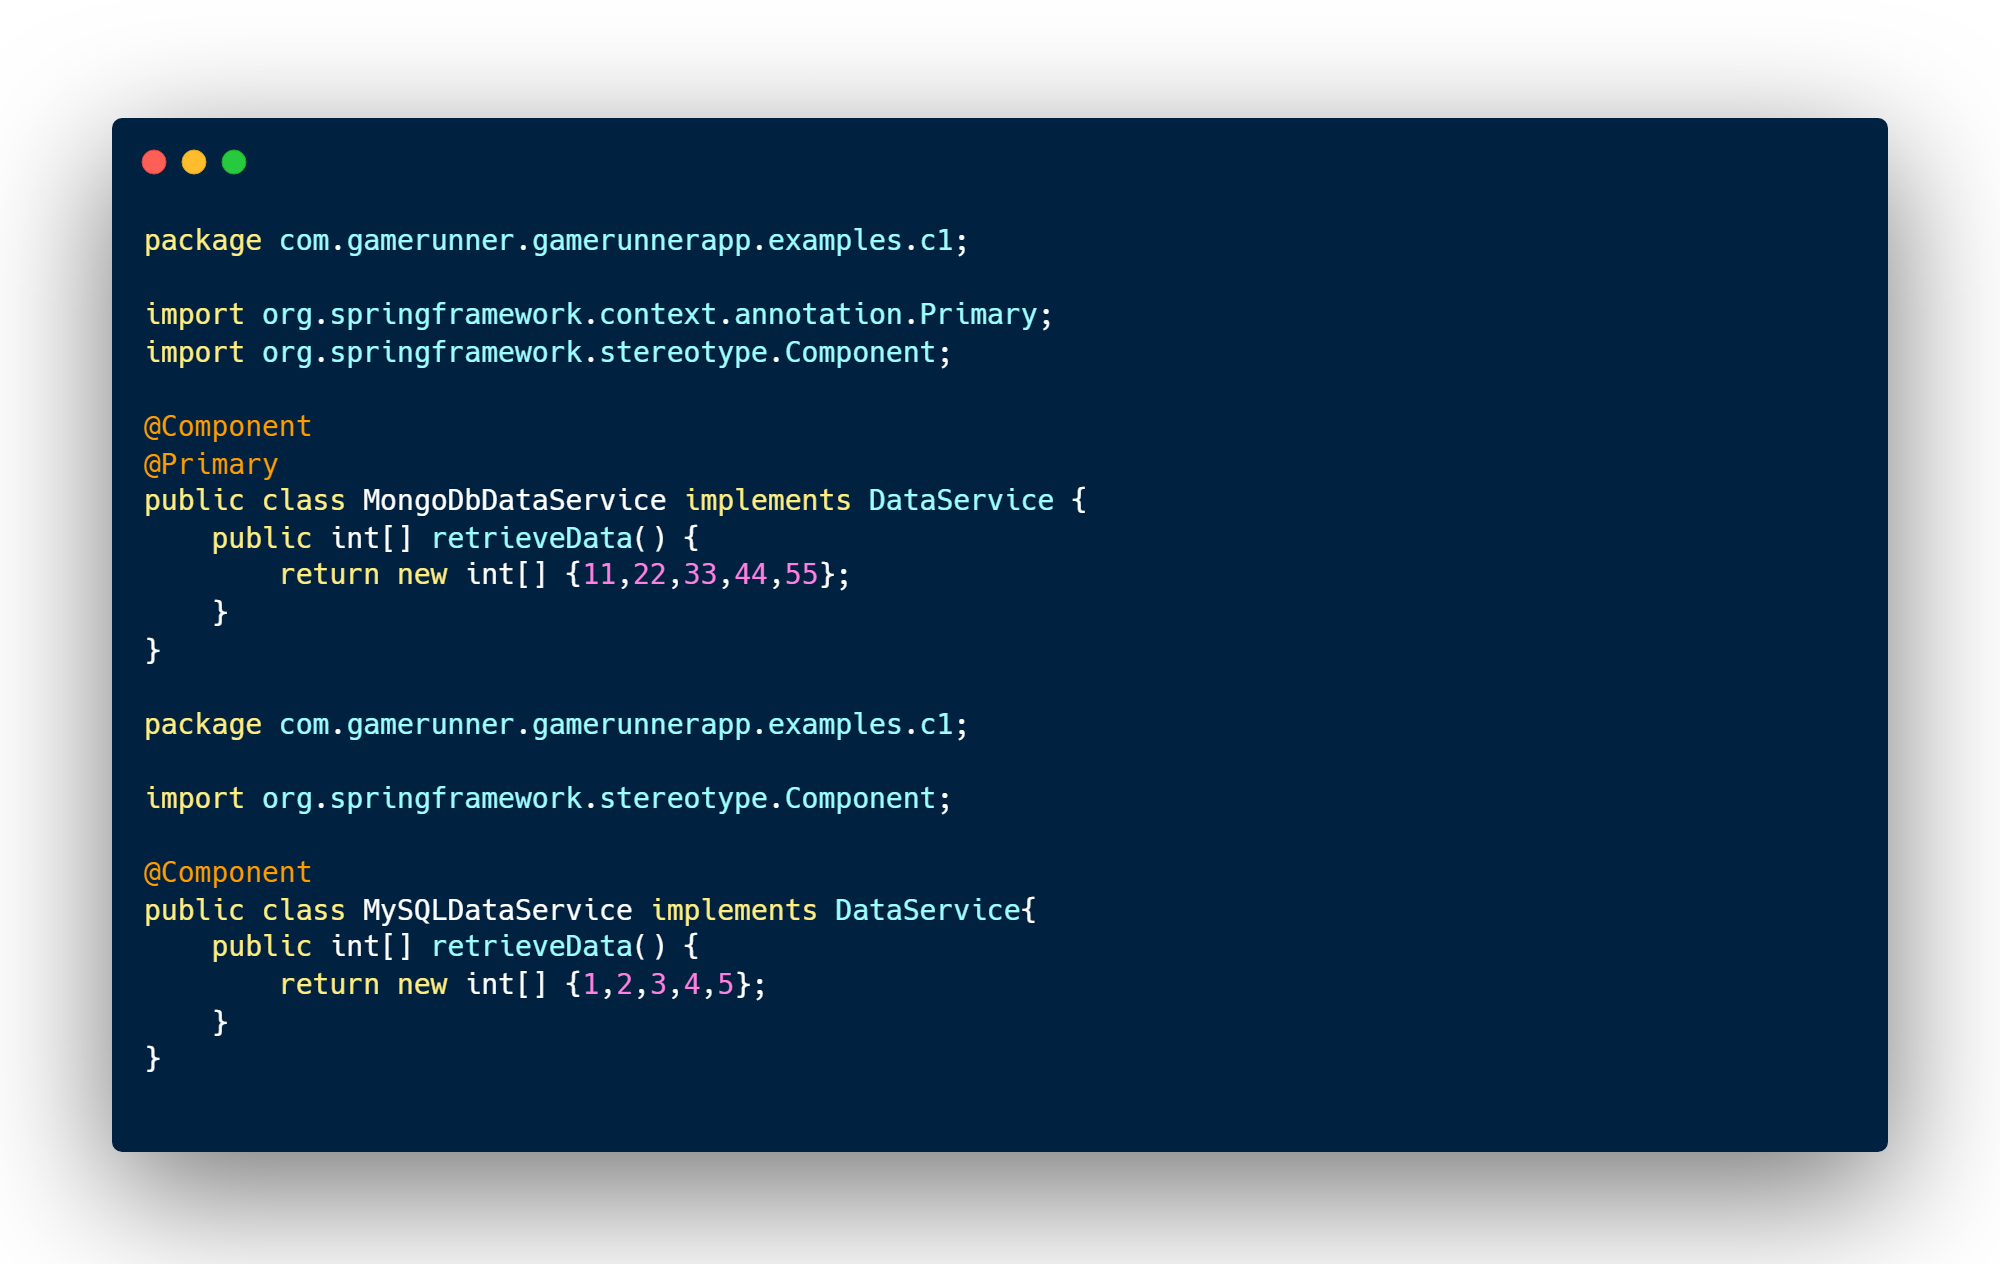 package com.gamerunner.gamerunnerapp.examples.c1;
import org.springframework.context.annotation.Primary;
import org.springframework.stereotype.Component;
@Component
@Primary
public class MongoDbDataService implements DataService {
    public int[] retrieveData() {
        return new int[] {11,22,33,44,55};
    }
}
package com.gamerunner.gamerunnerapp.examples.c1;
import org.springframework.stereotype.Component;
@Component
public class MySQLDataService implements DataService{
    public int[] retrieveData() {
        return new int[] {1,2,3,4,5};
    }
}